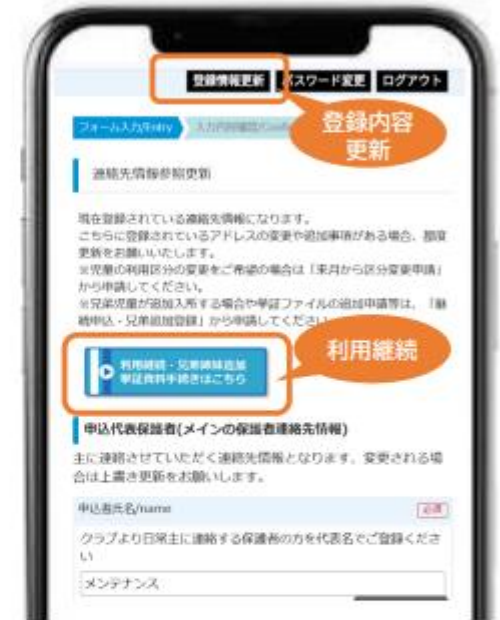 登録情報更新 パスワード変更 ログアウト
登録内容
更新
フォーム入力/Entry
連絡先情報参照更新
現在登録されている連絡先情報になります。
こちらに登録されているアドレスの変更や追加事項がある場合、都度
更新をお願いいたします。
※児童の利用区分の変更をご希望の場合は「来月から区分変更申請」
から申請してください。
※兄弟児童が追加入所する場合や挙証ファイルの追加申請等は、「継
続申込・兄弟追加登録」から申請してください。
利用継続
利用継続・兄弟姉妹追加
挙証資料手続きはこちら
申込代表保護者(メインの保護者連絡先情報)
主に連絡させていただく連絡先情報となります。変更される場
合は上書き更新をお願いします。
申込者氏名/name 必須
クラブより日常主に連絡する保護者の方を代表名でご登録くださ
い
メンテナンス